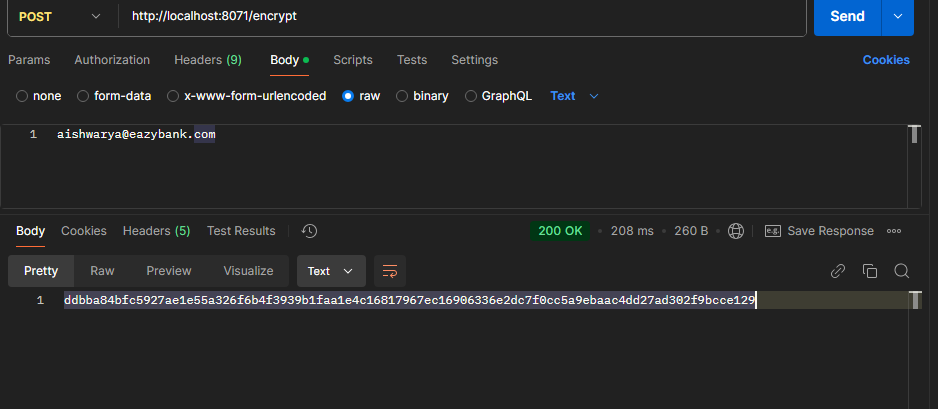 POST http://localhost:8071/encrypt Send
Params Authorization Headers (9) Body Scripts Tests Settings Cookies
none form-data x-www-form-urlencoded raw binary GraphQL Text
1 aishwarya@eazybank.com
Body Cookies Headers (5) Test Results 200 OK 208 ms 260 B e.g. Save Response
Pretty Raw Preview Visualize Text
1 ddbba84bfc5927ae1e55a326f6b4f3939b1faa1e4c16817967ec16906336e2dc7f0cc5a9ebaac4dd27ad302f9bcce129